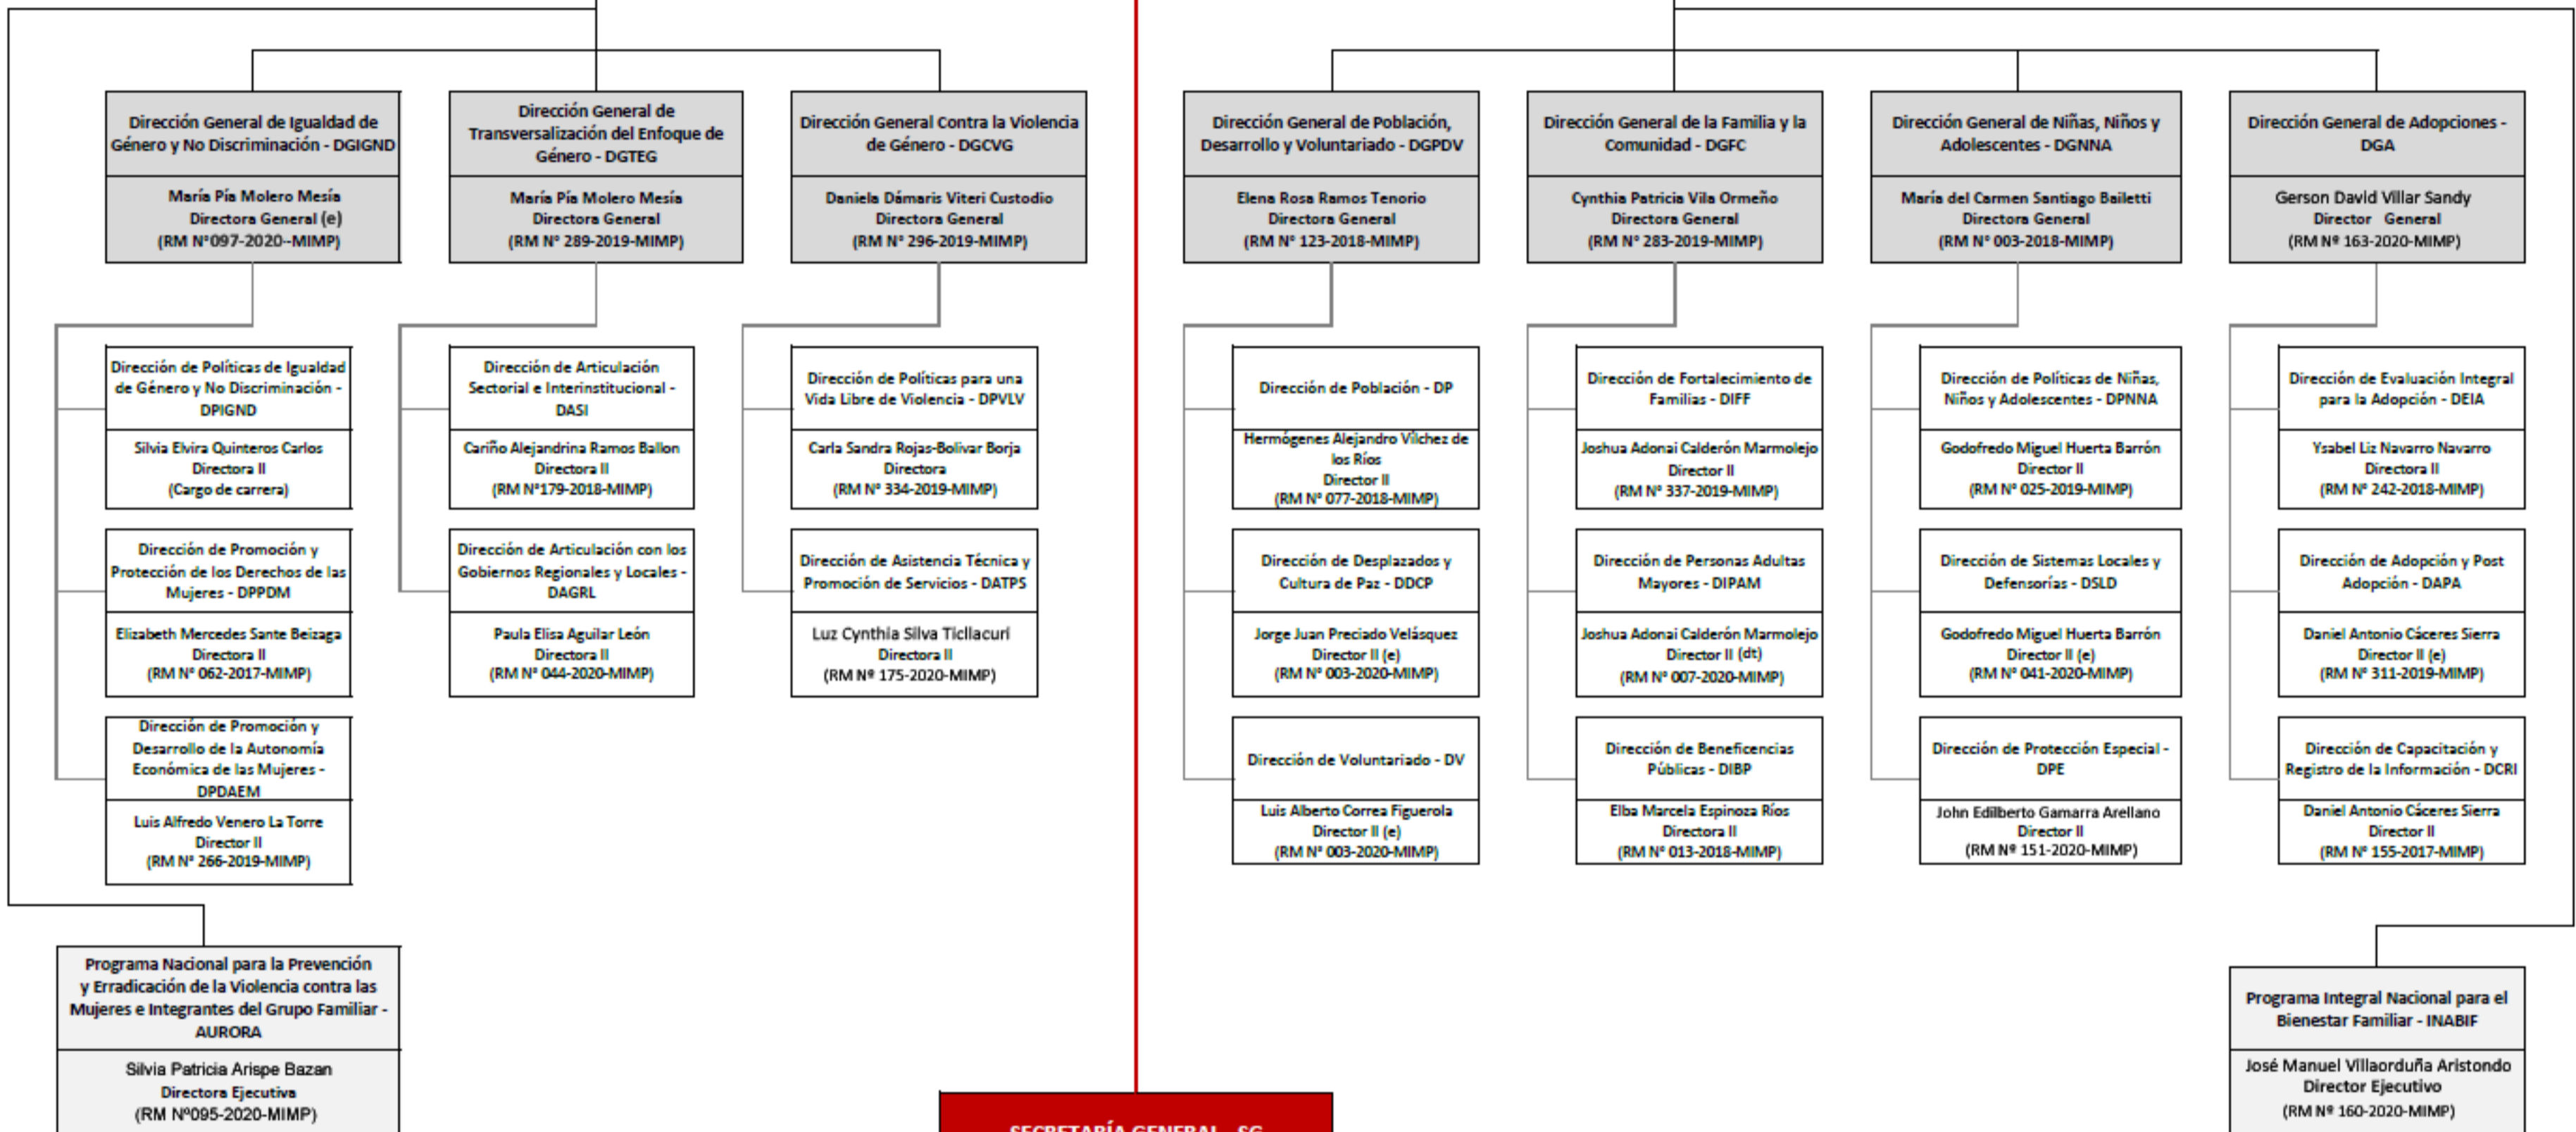 Dirección General de Igualdad de
Género y No Discriminación - DGIGND
María Pía Molero Mesía
Directora General (e)
(RM N°097-2020--MIMP)
Dirección General de
Transversalización del Enfoque de
Género - DGTEG
María Pía Molero Mesía
Directora General
(RM N° 289-2019-MIMP)
Dirección General Contra la Violencia
de Género - DGCVG
Daniela Dámaris Viteri Custodio
Directora General
(RM N° 296-2019-MIMP)
Dirección General de Población,
Desarrollo y Voluntariado - DGPDV
Elena Rosa Ramos Tenorio
Directora General
(RM N° 123-2018-MIMP)
Dirección General de la Familia y la
Comunidad - DGFC
Cynthia Patricia Vila Ormeño
Directora General
(RM N° 283-2019-MIMP)
Dirección General de Niñas, Niños y
Adolescentes - DGNNA
María del Carmen Santiago Bailetti
Directora General
(RM N° 003-2018-MIMP)
Dirección General de Adopciones -
DGA
Gerson David Villar Sandy
Director General
(RM Nº 163-2020-MIMP)
Dirección de Políticas de Igualdad
de Género y No Discriminación -
DPIGND
Silvia Elvira Quinteros Carlos
Directora II
(Cargo de carrera)
Dirección de Articulación
Sectorial e Interinstitucional -
DASI
Cariño Alejandrina Ramos Ballon
Directora II
(RM N°179-2018-MIMP)
Dirección de Políticas para una
Vida Libre de Violencia - DPVLV
Carla Sandra Rojas-Bolivar Borja
Directora
(RM N° 334-2019-MIMP)
Dirección de Población - DP
Hermógenes Alejandro Vílchez de
los Ríos
Director II
(RM N° 077-2018-MIMP)
Dirección de Fortalecimiento de
Familias - DIFF
Joshua Adonai Calderón Marmolejo
Director II
(RM N° 337-2019-MIMP)
Dirección de Políticas de Niñas,
Niños y Adolescentes - DPNNA
Godofredo Miguel Huerta Barrón
Director II
(RM N° 025-2019-MIMP)
Dirección de Evaluación Integral
para la Adopción - DEIA
Ysabel Liz Navarro Navarro
Directora II
(RM N° 242-2018-MIMP)
Dirección de Promoción y
Protección de los Derechos de las
Mujeres - DPPDM
Elizabeth Mercedes Sante Beizaga
Directora II
(RM N° 062-2017-MIMP)
Dirección de Articulación con los
Gobiernos Regionales y Locales -
DAGRL
Paula Elisa Aguilar León
Directora II
(RM N° 044-2020-MIMP)
Dirección de Asistencia Técnica y
Promoción de Servicios - DATPS
Luz Cynthia Silva Ticllacuri
Directora II
(RM Nº 175-2020-MIMP)
Dirección de Desplazados y
Cultura de Paz - DDCP
Jorge Juan Preciado Velásquez
Director II (e)
(RM N° 003-2020-MIMP)
Dirección de Personas Adultas
Mayores - DIPAM
Joshua Adonai Calderón Marmolejo
Director II (dt)
(RM N° 007-2020-MIMP)
Dirección de Sistemas Locales y
Defensorías - DSLD
Godofredo Miguel Huerta Barrón
Director II (e)
(RM N° 041-2020-MIMP)
Dirección de Adopción y Post
Adopción - DAPA
Daniel Antonio Cáceres Sierra
Director II (e)
(RM N° 311-2019-MIMP)
Dirección de Promoción y
Desarrollo de la Autonomía
Económica de las Mujeres -
DPDAEM
Luis Alfredo Venero La Torre
Director II
(RM N° 266-2019-MIMP)
Dirección de Voluntariado - DV
Luis Alberto Correa Figuerola
Director II (e)
(RM N° 003-2020-MIMP)
Dirección de Beneficencias
Públicas - DIBP
Elba Marcela Espinoza Ríos
Directora II
(RM N° 013-2018-MIMP)
Dirección de Protección Especial -
DPE
John Edilberto Gamarra Arellano
Director II
(RM Nº 151-2020-MIMP)
Dirección de Capacitación y
Registro de la Información - DCRI
Daniel Antonio Cáceres Sierra
Director II
(RM N° 155-2017-MIMP)
Programa Nacional para la Prevención
y Erradicación de la Violencia contra las
Mujeres e Integrantes del Grupo Familiar -
AURORA
Silvia Patricia Arispe Bazan
Directora Ejecutiva
(RM Nº095-2020-MIMP)
Programa Integral Nacional para el
Bienestar Familiar - INABIF
José Manuel Villaorduña Aristondo
Director Ejecutivo
(RM Nº 160-2020-MIMP)
SECRETARÍA GENERAL - SG